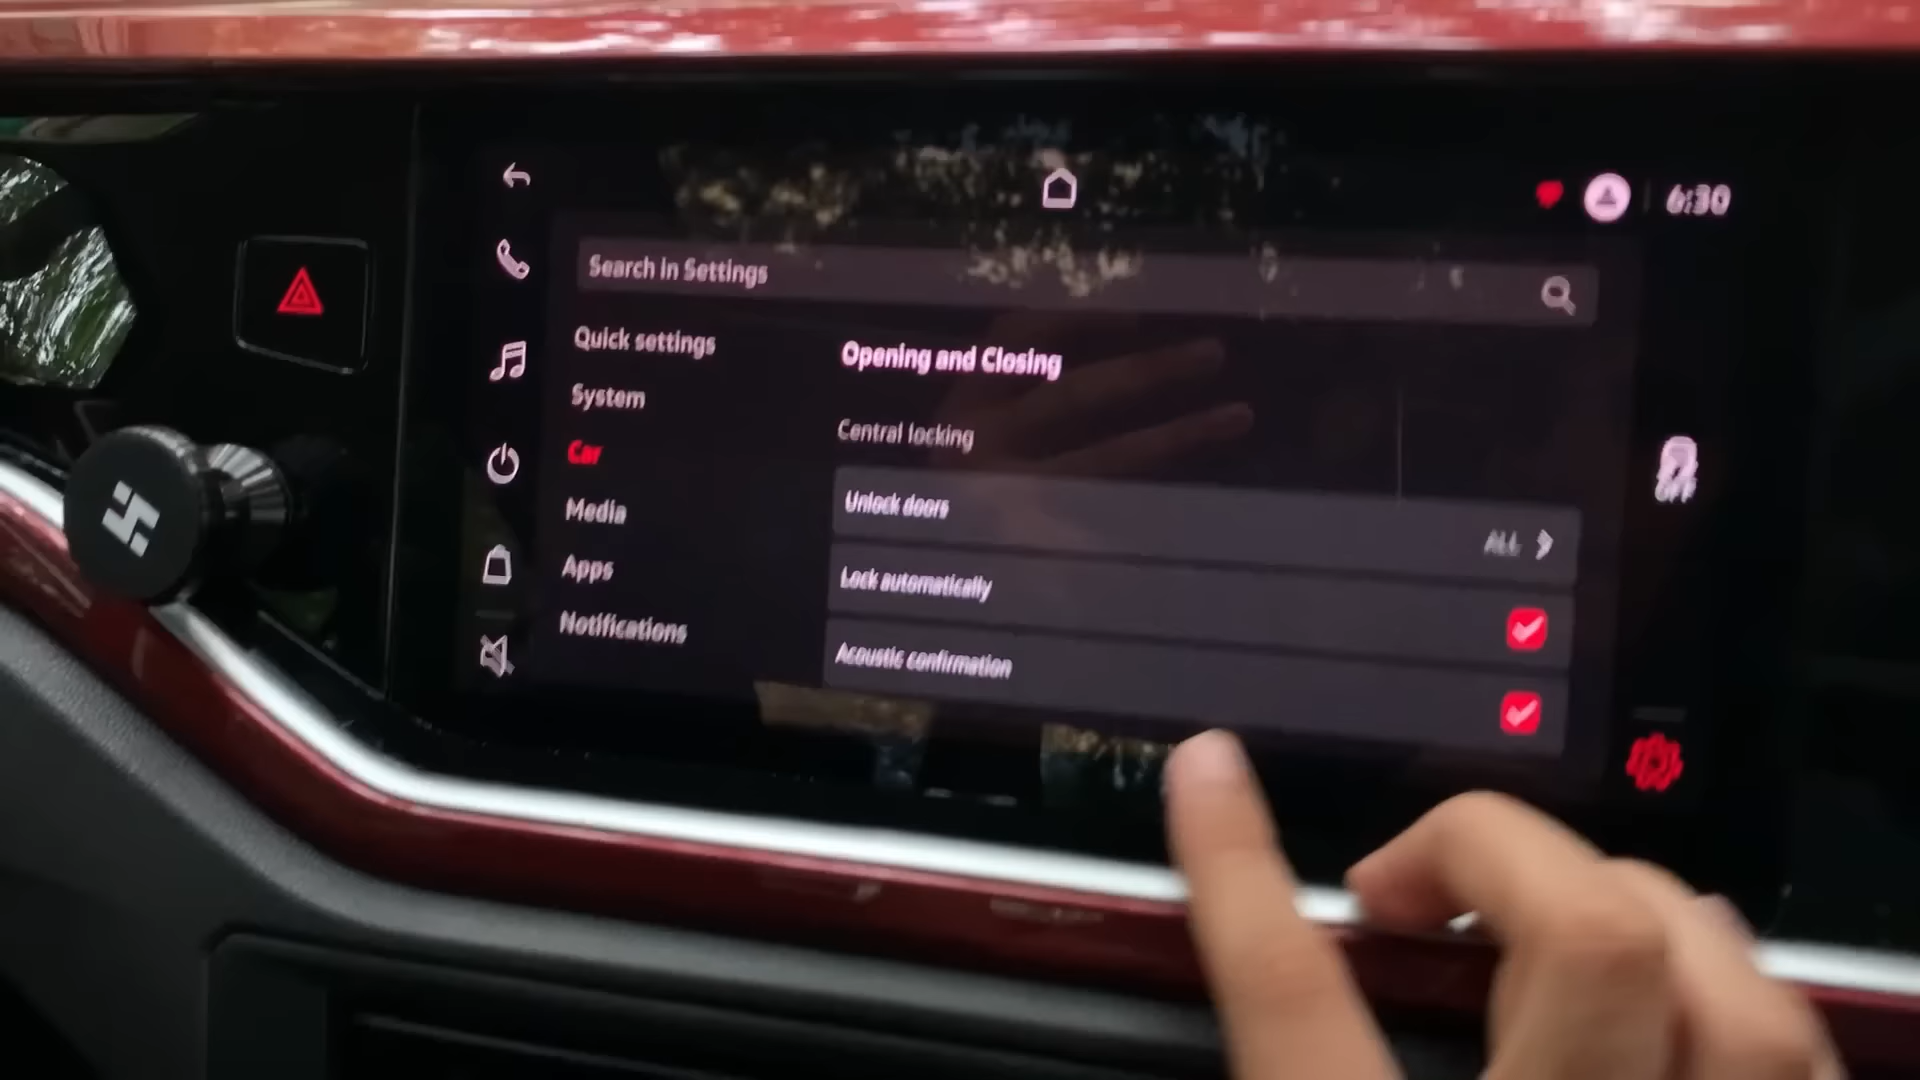 6:30
Search in Settings
Quick settings
System
Car
Media
Apps
Notifications
Opening and Closing
Central locking
Unlock doors
ALL
Lock automatically
Acoustic confirmation
OFF